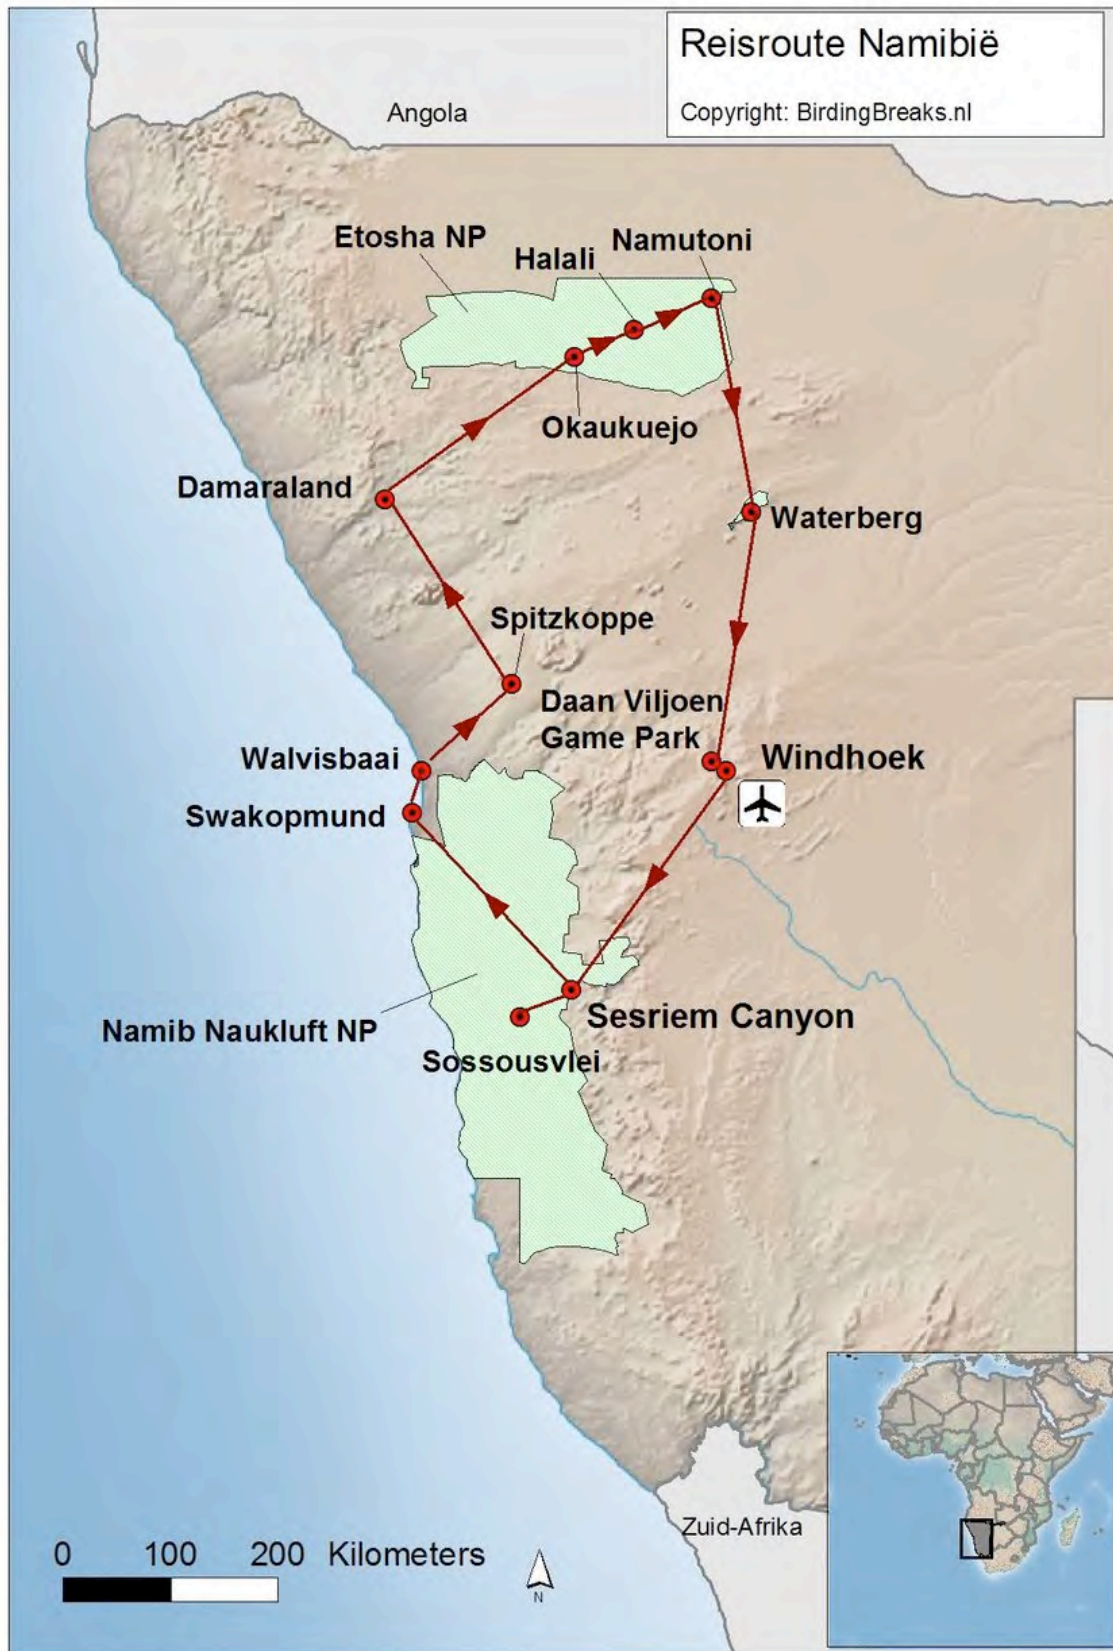 Reisroute Namibië
Copyright: BirdingBreaks.nl
Angola
Etosha NP
Halali
Namutoni
Okaukuejo
Damaraland
Waterberg
Spitzkoppe
Daan Viljoen
Game Park
Walvisbaai
Windhoek
Swakopmund
Namib Naukluft NP
Sesriem Canyon
Sossousvlei
Zuid-Afrika
0 100 200 Kilometers
N